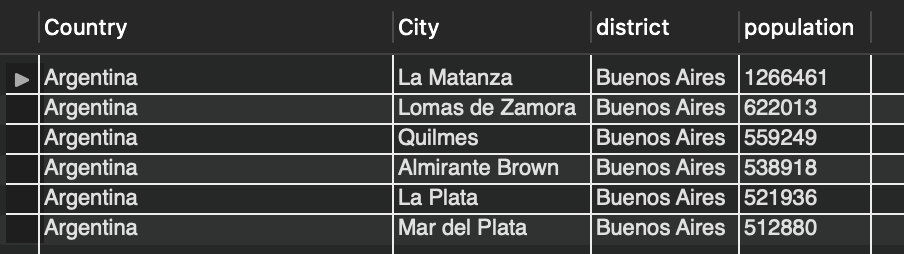 Country City district population
Argentina La Matanza Buenos Aires 1266461
Argentina Lomas de Zamora Buenos Aires 622013
Argentina Quilmes Buenos Aires 559249
Argentina Almirante Brown Buenos Aires 538918
Argentina La Plata Buenos Aires 521936
Argentina Mar del Plata Buenos Aires 512880